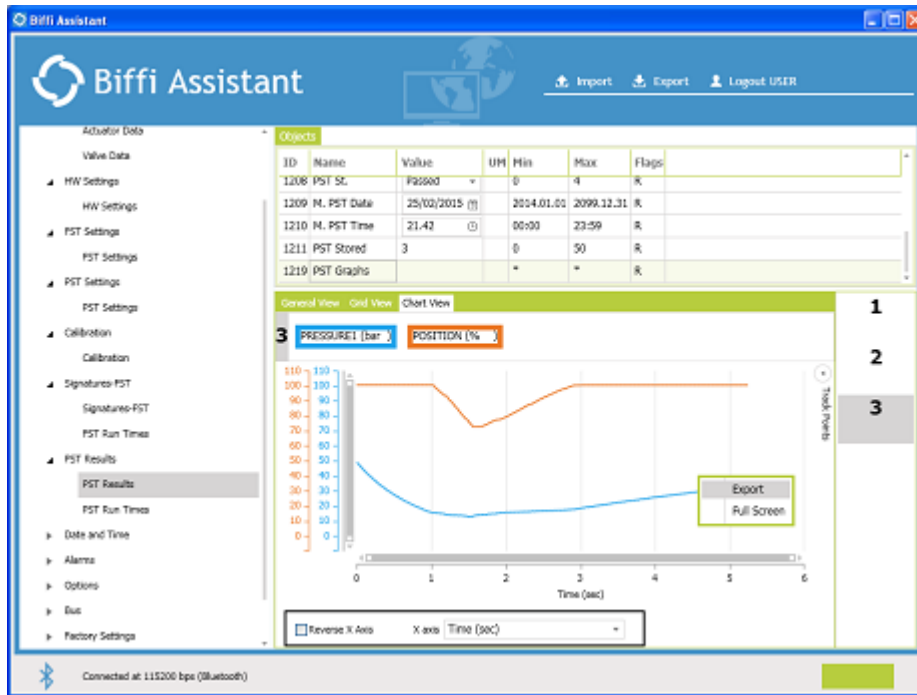 Biffi Assistant
Biffi Assistant
Import Export Logout USER
Actuator Data
Valve Data
HW Settings
HW Settings
FST Settings
FST Settings
PST Settings
PST Settings
Calibration
Calibration
Signatures-FST
Signatures-PST
PST Run Times
PST Results
PST Results
PST Run Times
Date and Time
Alarms
Options
Bus
Factory Settings
Objects
ID Name Value UM Min Max Flags
1208 PST St. Passed 0 4 R
1209 M. PST Date 25/02/2015 2014.01.01 2099.12.31 R
1210 M. PST Time 21.42 00:00 23:59 R
1211 PST Stored 3 0 50 R
1219 PST Graphs * * R
General View Grid View Chart View
3 PRESSURE1 (bar ) POSITION (% )
110 110
100 100
90 90
80 80
70 70
60 60
50 50
40 40
30 30
20 20
10 10
0 0
Track Points
Export
Full Screen
0 1 2 3 4 5 6
Time (sec)
Reverse X Axis X axis Time (sec)
1
2
3
Connected at 115200 bps (Bluetooth)